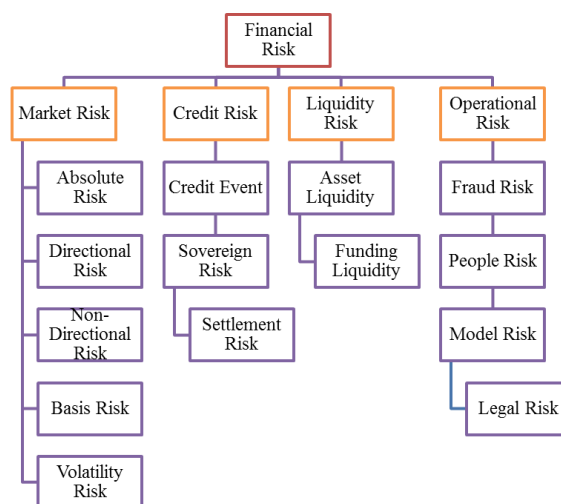 Financial
Risk
Market Risk
Credit Risk
Liquidity
Risk
Operational
Risk
Absolute
Risk
Credit Event
Asset
Liquidity
Fraud Risk
Directional
Risk
Sovereign
Risk
Funding
Liquidity
People Risk
Non-
Directional
Risk
Settlement
Risk
Model Risk
Basis Risk
Legal Risk
Volatility
Risk